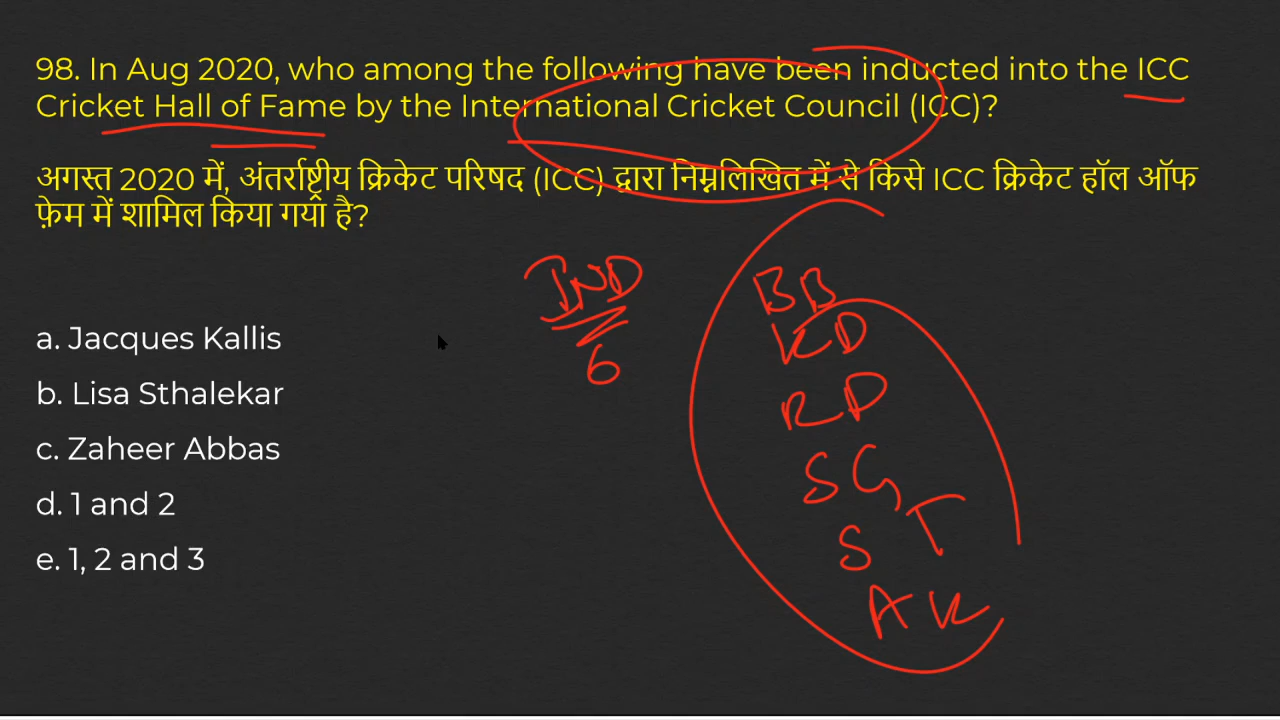 98. In Aug 2020, who among the following have been inducted into the ICC
Cricket Hall of Fame by the International Cricket Council (ICC)?
अगस्त 2020 में, अंतर्राष्ट्रीय क्रिकेट परिषद (ICC) द्वारा निम्नलिखित में से किसे ICC क्रिकेट हॉल ऑफ
फ़ेम में शामिल किया गया है?
IND
6
BB
KD
RD
SG
ST
AK
a. Jacques Kallis
b. Lisa Sthalekar
c. Zaheer Abbas
d. 1 and 2
e. 1, 2 and 3